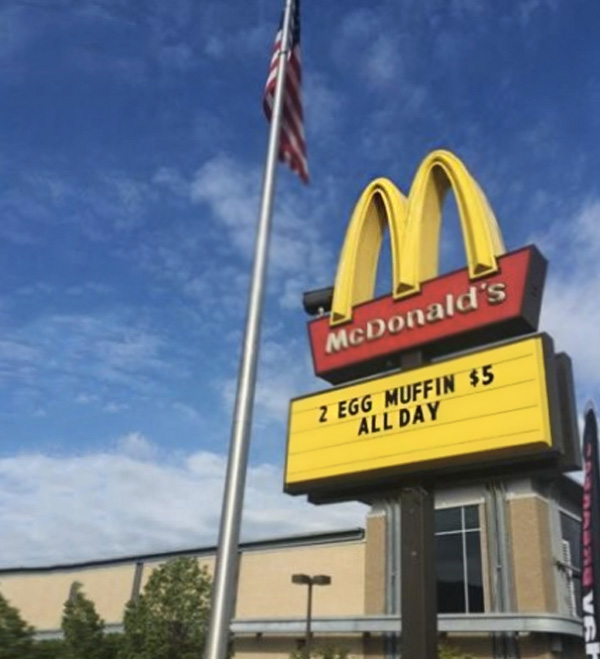 McDonald's
2 EGG MUFFIN $5
ALL DAY